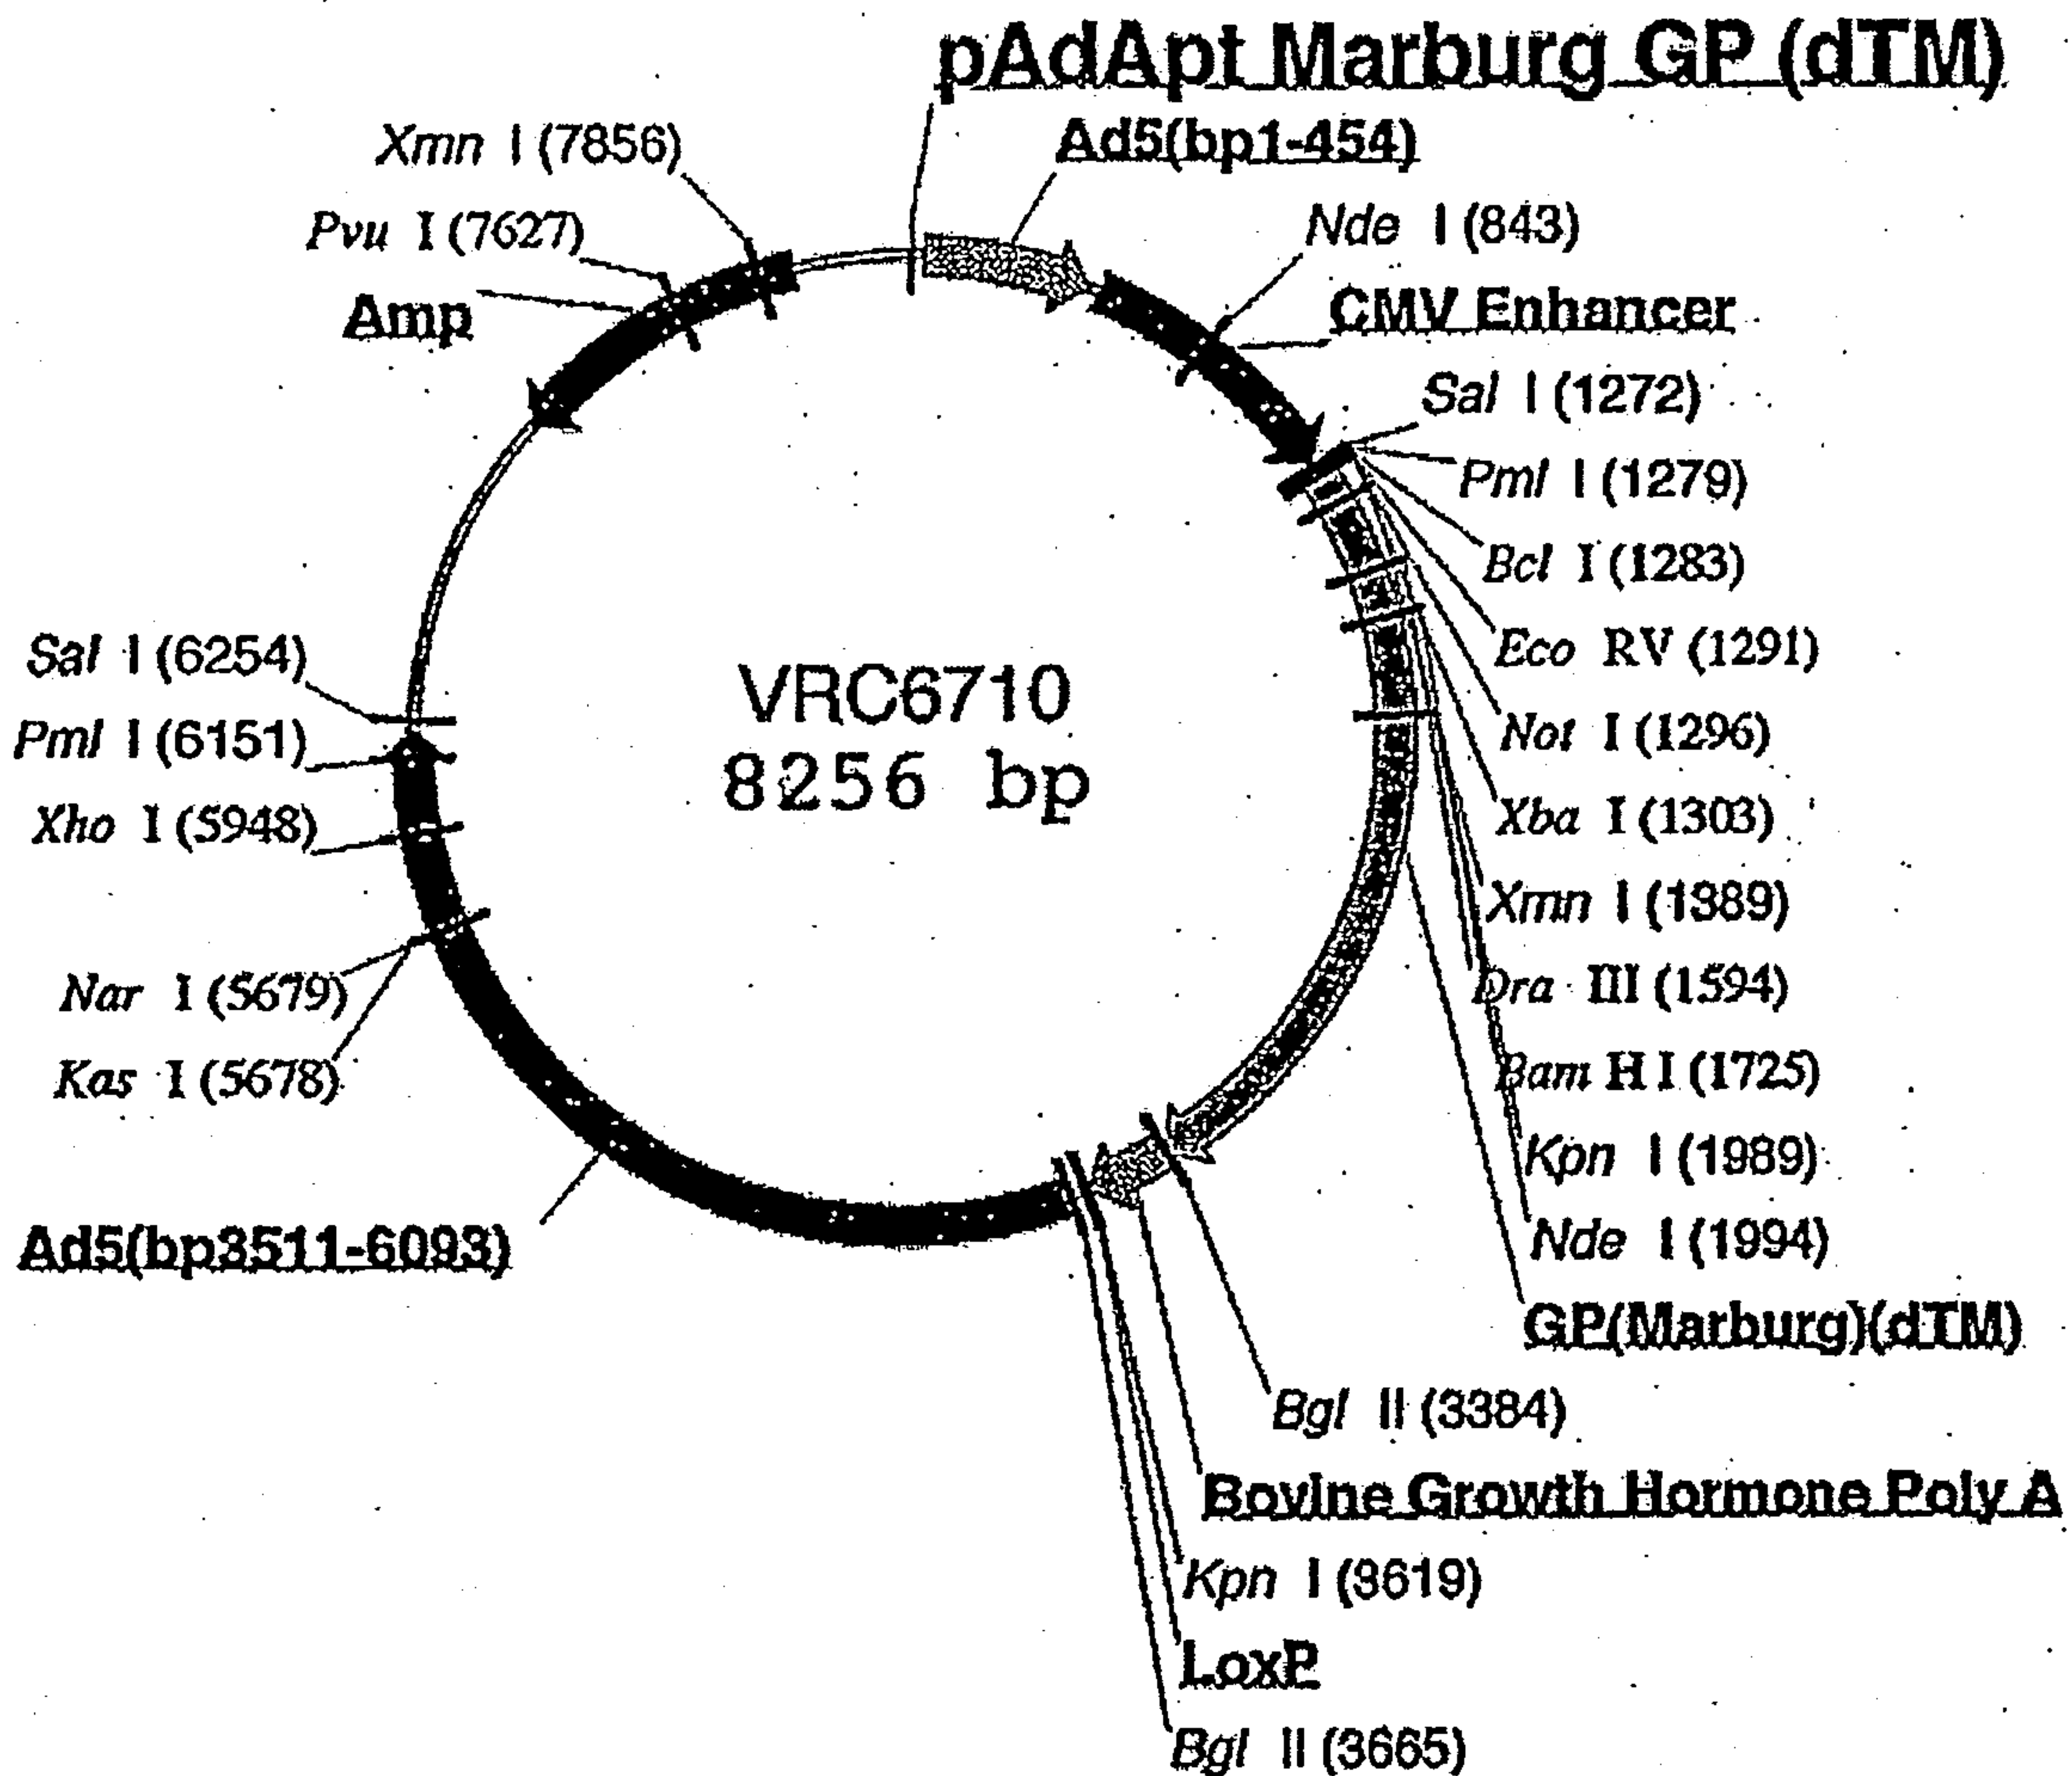 pAdApt Marburg GP (dTM)
Ad5(bp1-454)
Nde I (843)
CMV Enhancer
Sal I (1272)
Pml I (1279)
Bcl I (1283)
Eco RV (1291)
Not I (1296)
Xba I (1303)
Xmn I (1389)
Dra III (1594)
Bam H I (1725)
Kpn I (1989)
Nde I (1994)
GP(Marburg)(dTM)
Bgl II (3384)
Bovine Growth Hormone Poly A
Kpn I (3619)
LoxP
Bgl II (3665)
Ad5(bp3511-6093)
Kas I (5678)
Nar I (5679)
Xho I (5948)
Pml I (6151)
Sal I (6254)
Amp
Pvu I (7627)
Xmn I (7856)
VRC6710
8256 bp